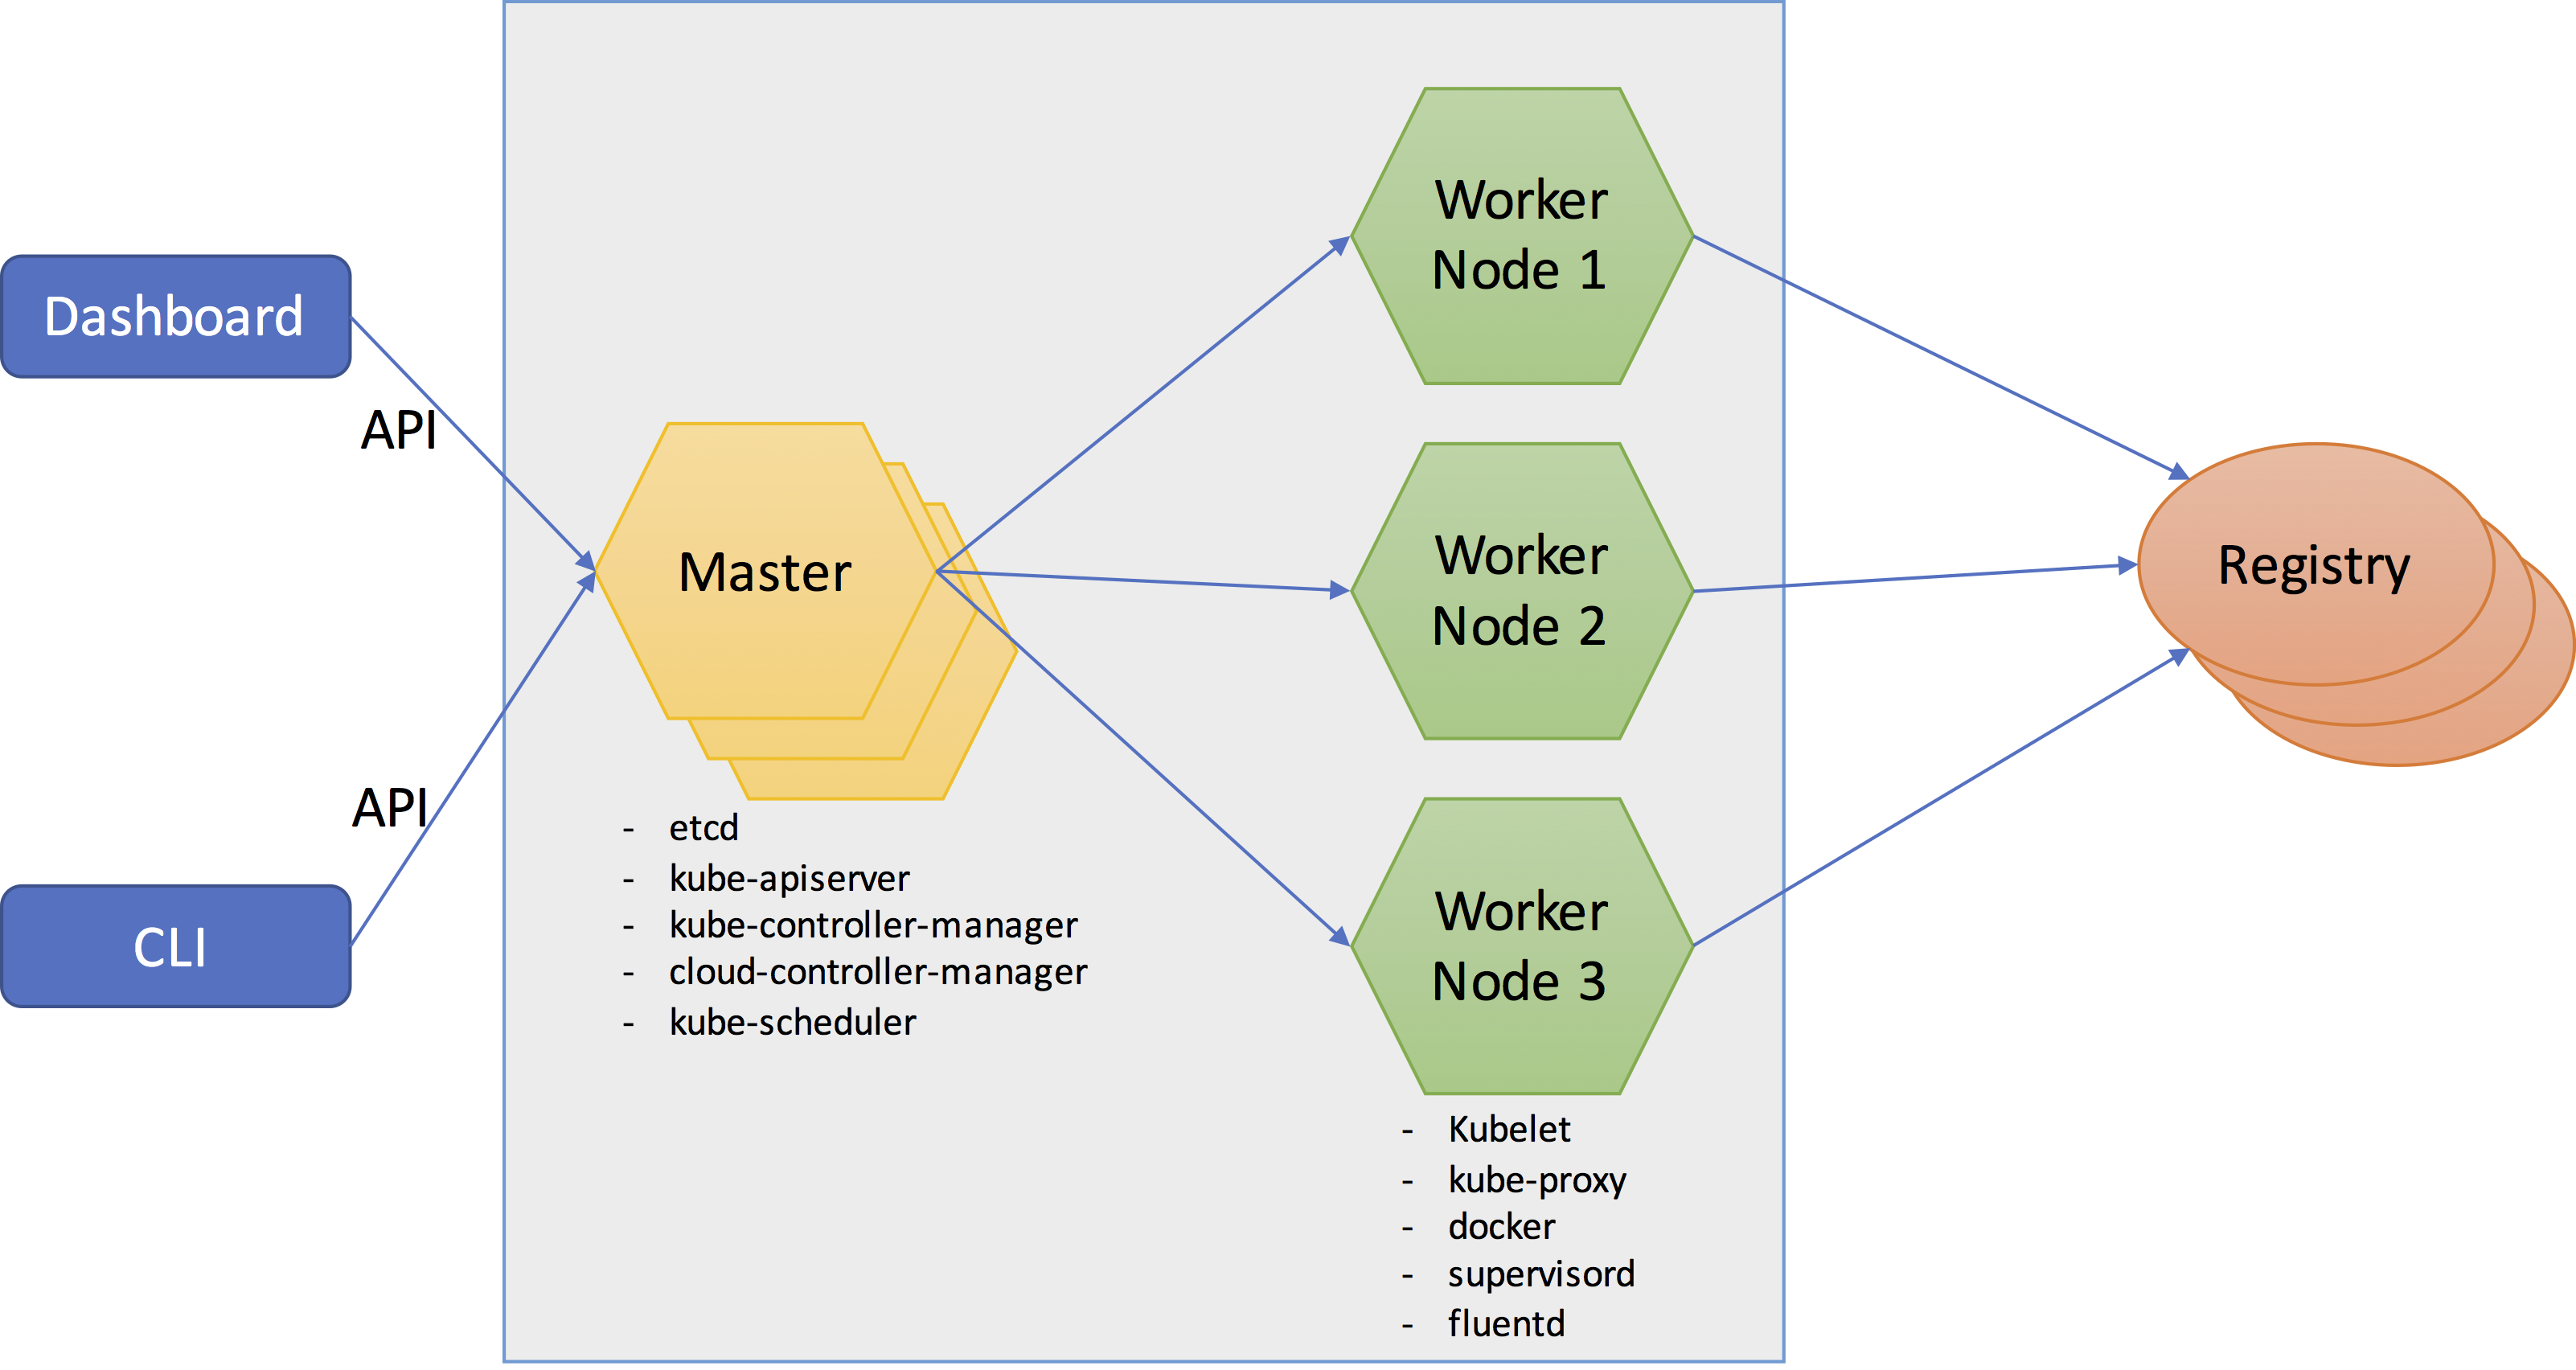 Dashboard
API
API
CLI
Master
- etcd
- kube-apiserver
- kube-controller-manager
- cloud-controller-manager
- kube-scheduler
Worker
Node 1
Worker
Node 2
Worker
Node 3
- Kubelet
- kube-proxy
- docker
- supervisord
- fluentd
Registry